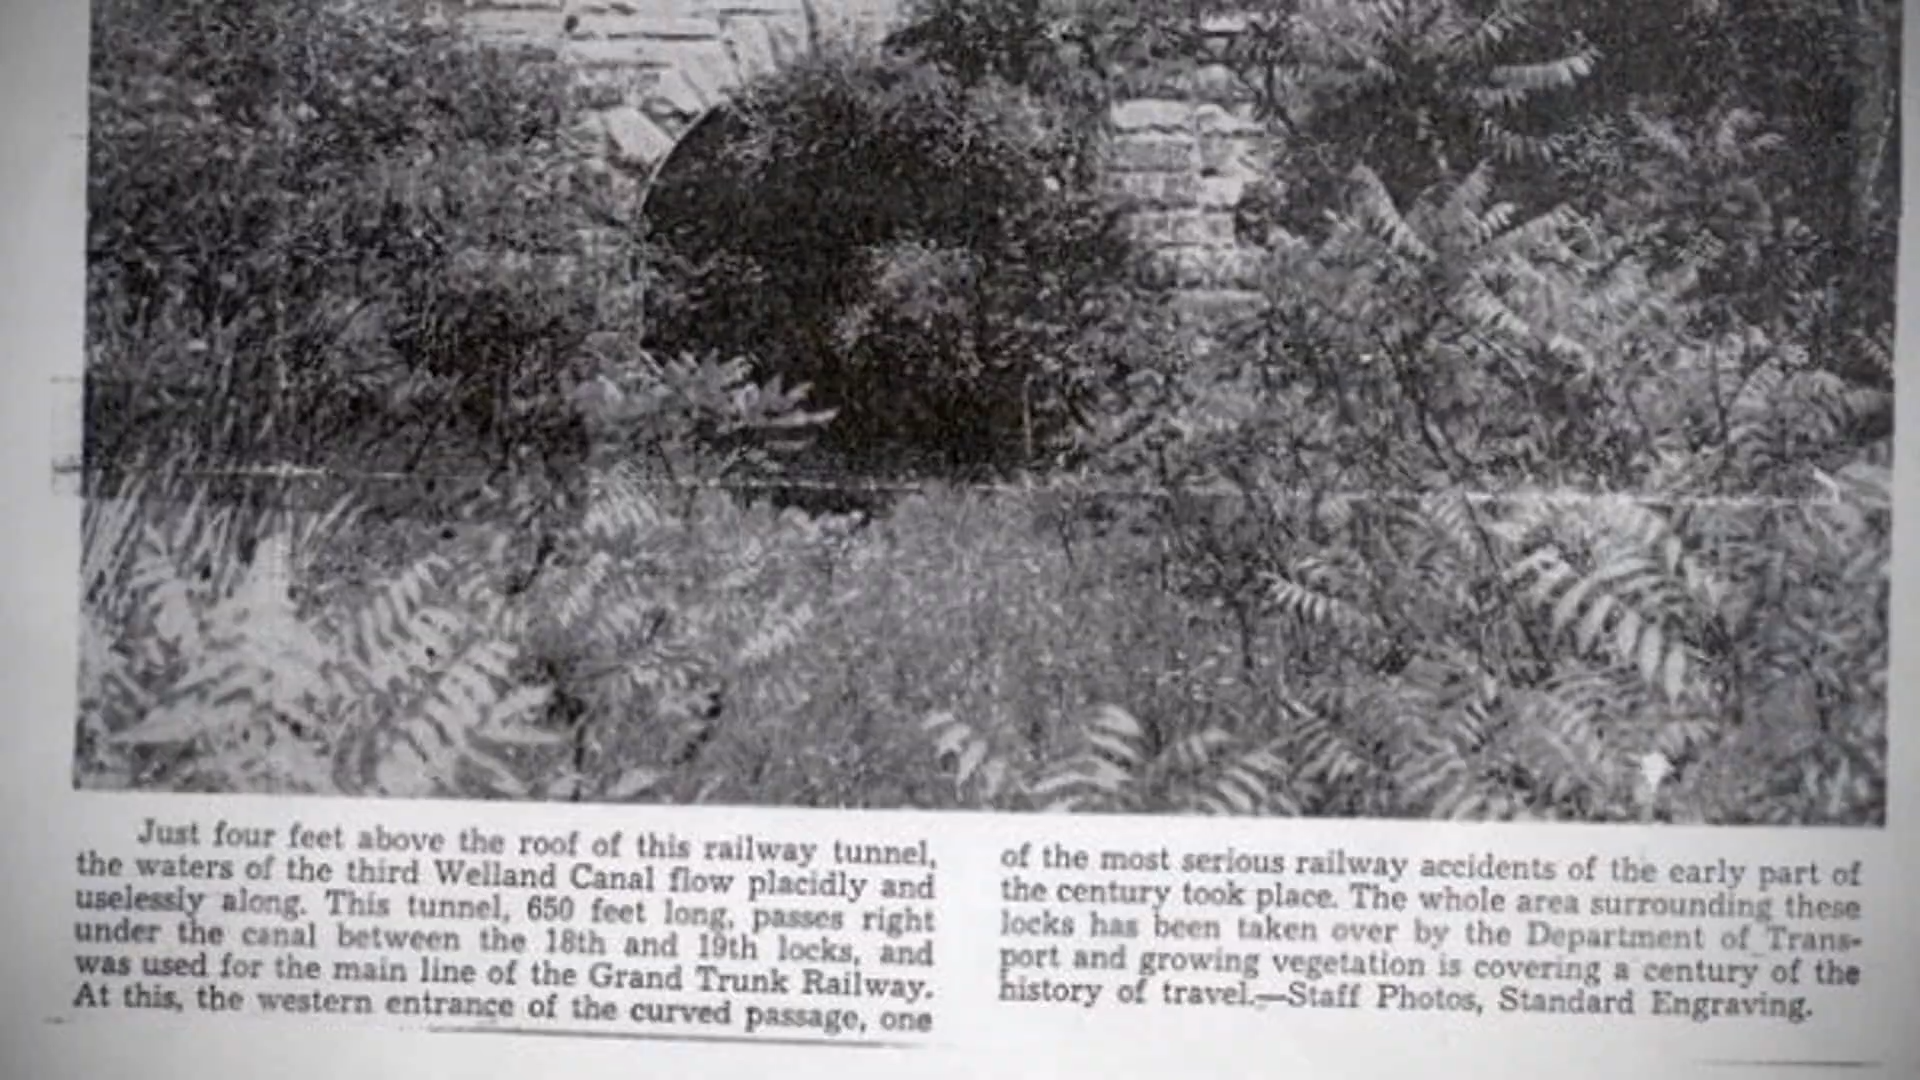 Just four feet above the roof of this railway tunnel,
the waters of the third Welland Canal flow placidly and
uselessly along. This tunnel, 650 feet long, passes right
under the canal between the 18th and 19th locks, and
was used for the main line of the Grand Trunk Railway.
At this, the western entrance of the curved passage, one
of the most serious railway accidents of the early part of
the century took place. The whole area surrounding these
locks has been taken over by the Department of Trans-
port and growing vegetation is covering a century of the
history of travel.—Staff Photos, Standard Engraving.